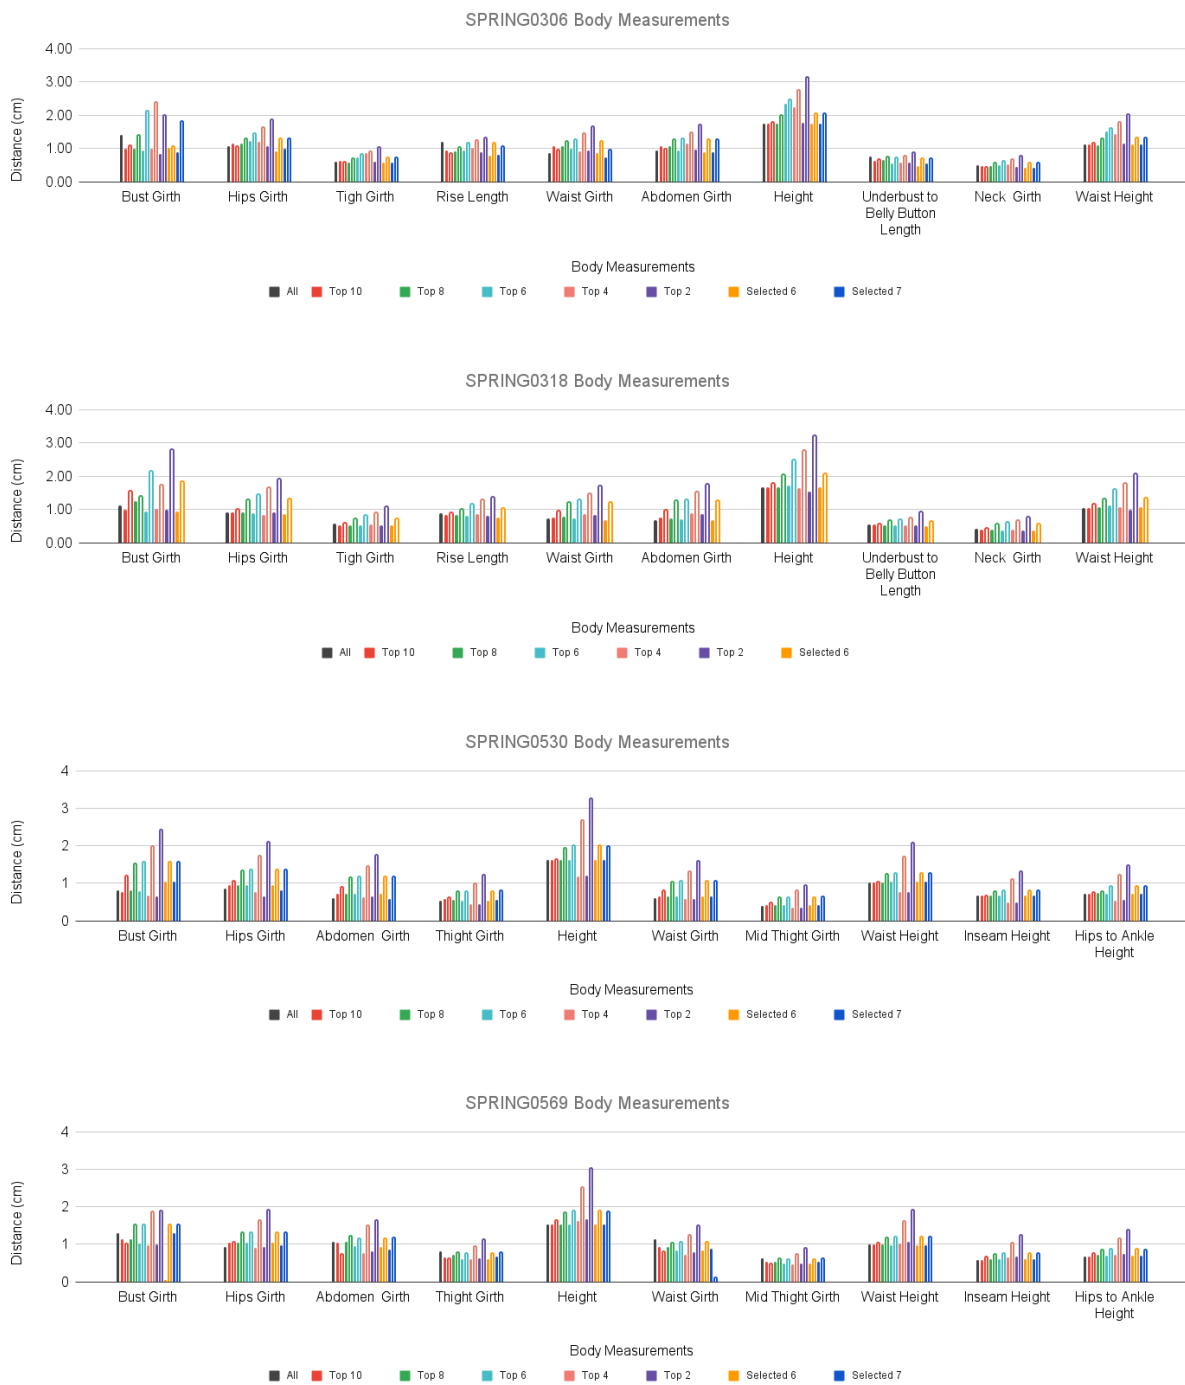 SPRING0306 Body Measurements
4.00
3.00
2.00
1.00
0.00
Distance (cm)
Bust Girth Hips Girth Tigh Girth Rise Length Waist Girth Abdomen Girth Height Underbust to Neck Girth Waist Height
Belly Button
Length
Body Measurements
All Top 10 Top 8 Top 6 Top 4 Top 2 Selected 6 Selected 7
SPRING0318 Body Measurements
4.00
3.00
2.00
1.00
0.00
Distance (cm)
Bust Girth Hips Girth Tigh Girth Rise Length Waist Girth Abdomen Girth Height Underbust to Neck Girth Waist Height
Belly Button
Length
Body Measurements
All Top 10 Top 8 Top 6 Top 4 Top 2 Selected 6
SPRING0530 Body Measurements
4
3
2
1
0
Distance (cm)
Bust Girth Hips Girth Abdomen Girth Thight Girth Height Waist Girth Mid Thight Girth Waist Height Inseam Height Hips to Ankle
Height
Body Measurements
All Top 10 Top 8 Top 6 Top 4 Top 2 Selected 6 Selected 7
SPRING0569 Body Measurements
4
3
2
1
0
Distance (cm)
Bust Girth Hips Girth Abdomen Girth Thight Girth Height Waist Girth Mid Thight Girth Waist Height Inseam Height Hips to Ankle
Height
Body Measurements
All Top 10 Top 8 Top 6 Top 4 Top 2 Selected 6 Selected 7